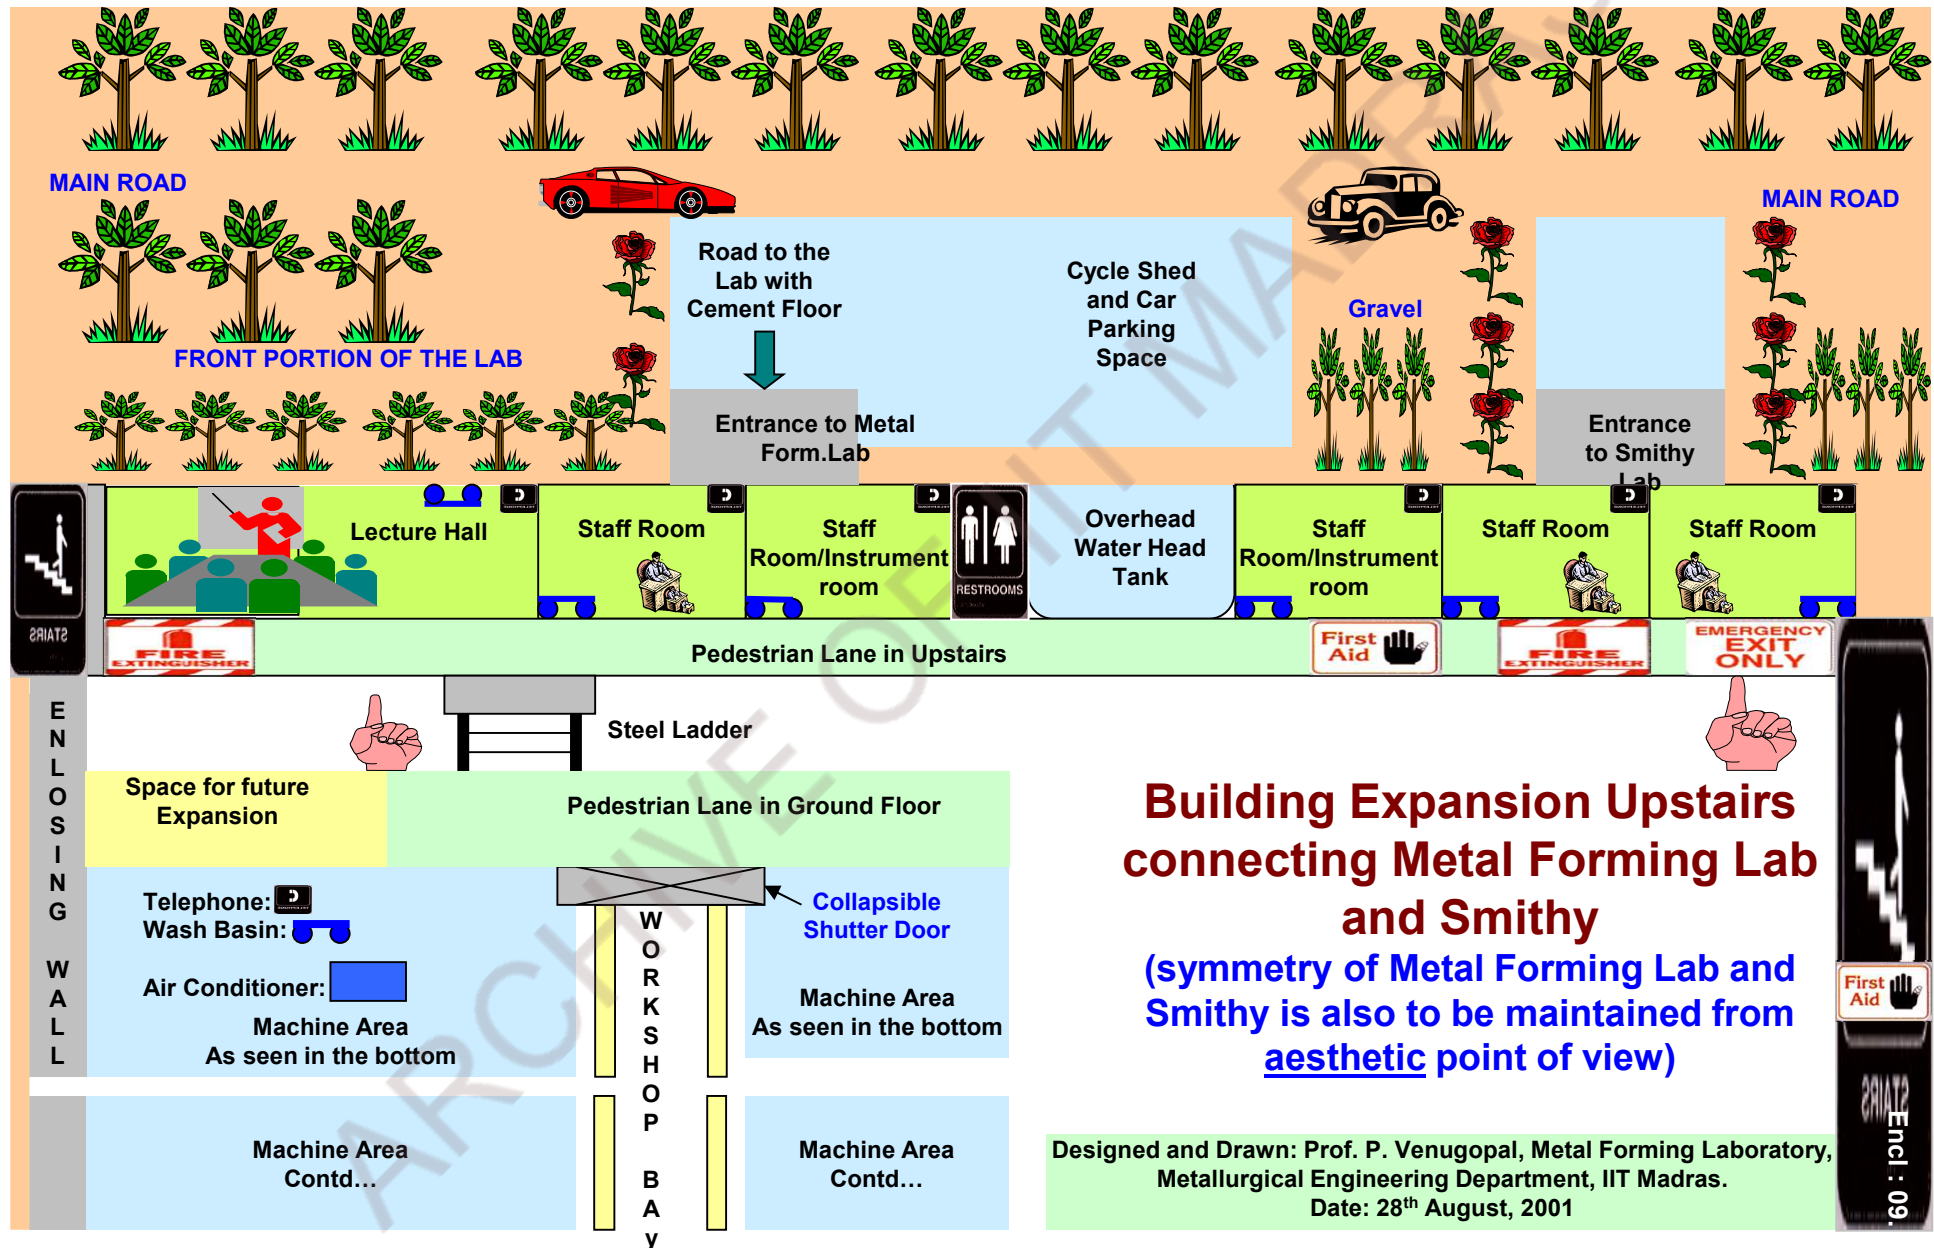 MAIN ROAD
MAIN ROAD
Road to the
Lab with
Cement Floor
Cycle Shed
and Car
Parking
Space
Gravel
FRONT PORTION OF THE LAB
Entrance to Metal
Form.Lab
Entrance
to Smithy
Lab
STAIRS
Lecture Hall
Staff Room
Staff
Room/Instrument
room
RESTROOMS
Overhead
Water Head
Tank
Staff
Room/Instrument
room
Staff Room
Staff Room
FIRE
EXTINGUISHER
Pedestrian Lane in Upstairs
First
Aid
FIRE
EXTINGUISHER
EMERGENCY
EXIT
ONLY
ENLOSING WALL
Steel Ladder
Space for future
Expansion
Pedestrian Lane in Ground Floor
Telephone:
Wash Basin:
Air Conditioner:
Machine Area
As seen in the bottom
WORKSHOP BAy
Collapsible
Shutter Door
Machine Area
As seen in the bottom
Machine Area
Contd...
Machine Area
Contd...
Building Expansion Upstairs
connecting Metal Forming Lab
and Smithy
(symmetry of Metal Forming Lab and
Smithy is also to be maintained from
aesthetic point of view)
First
Aid
STAIRS
Encl : 09.
Designed and Drawn: Prof. P. Venugopal, Metal Forming Laboratory,
Metallurgical Engineering Department, IIT Madras.
Date: 28th August, 2001
ARCHIVE OF IIT MADRAS